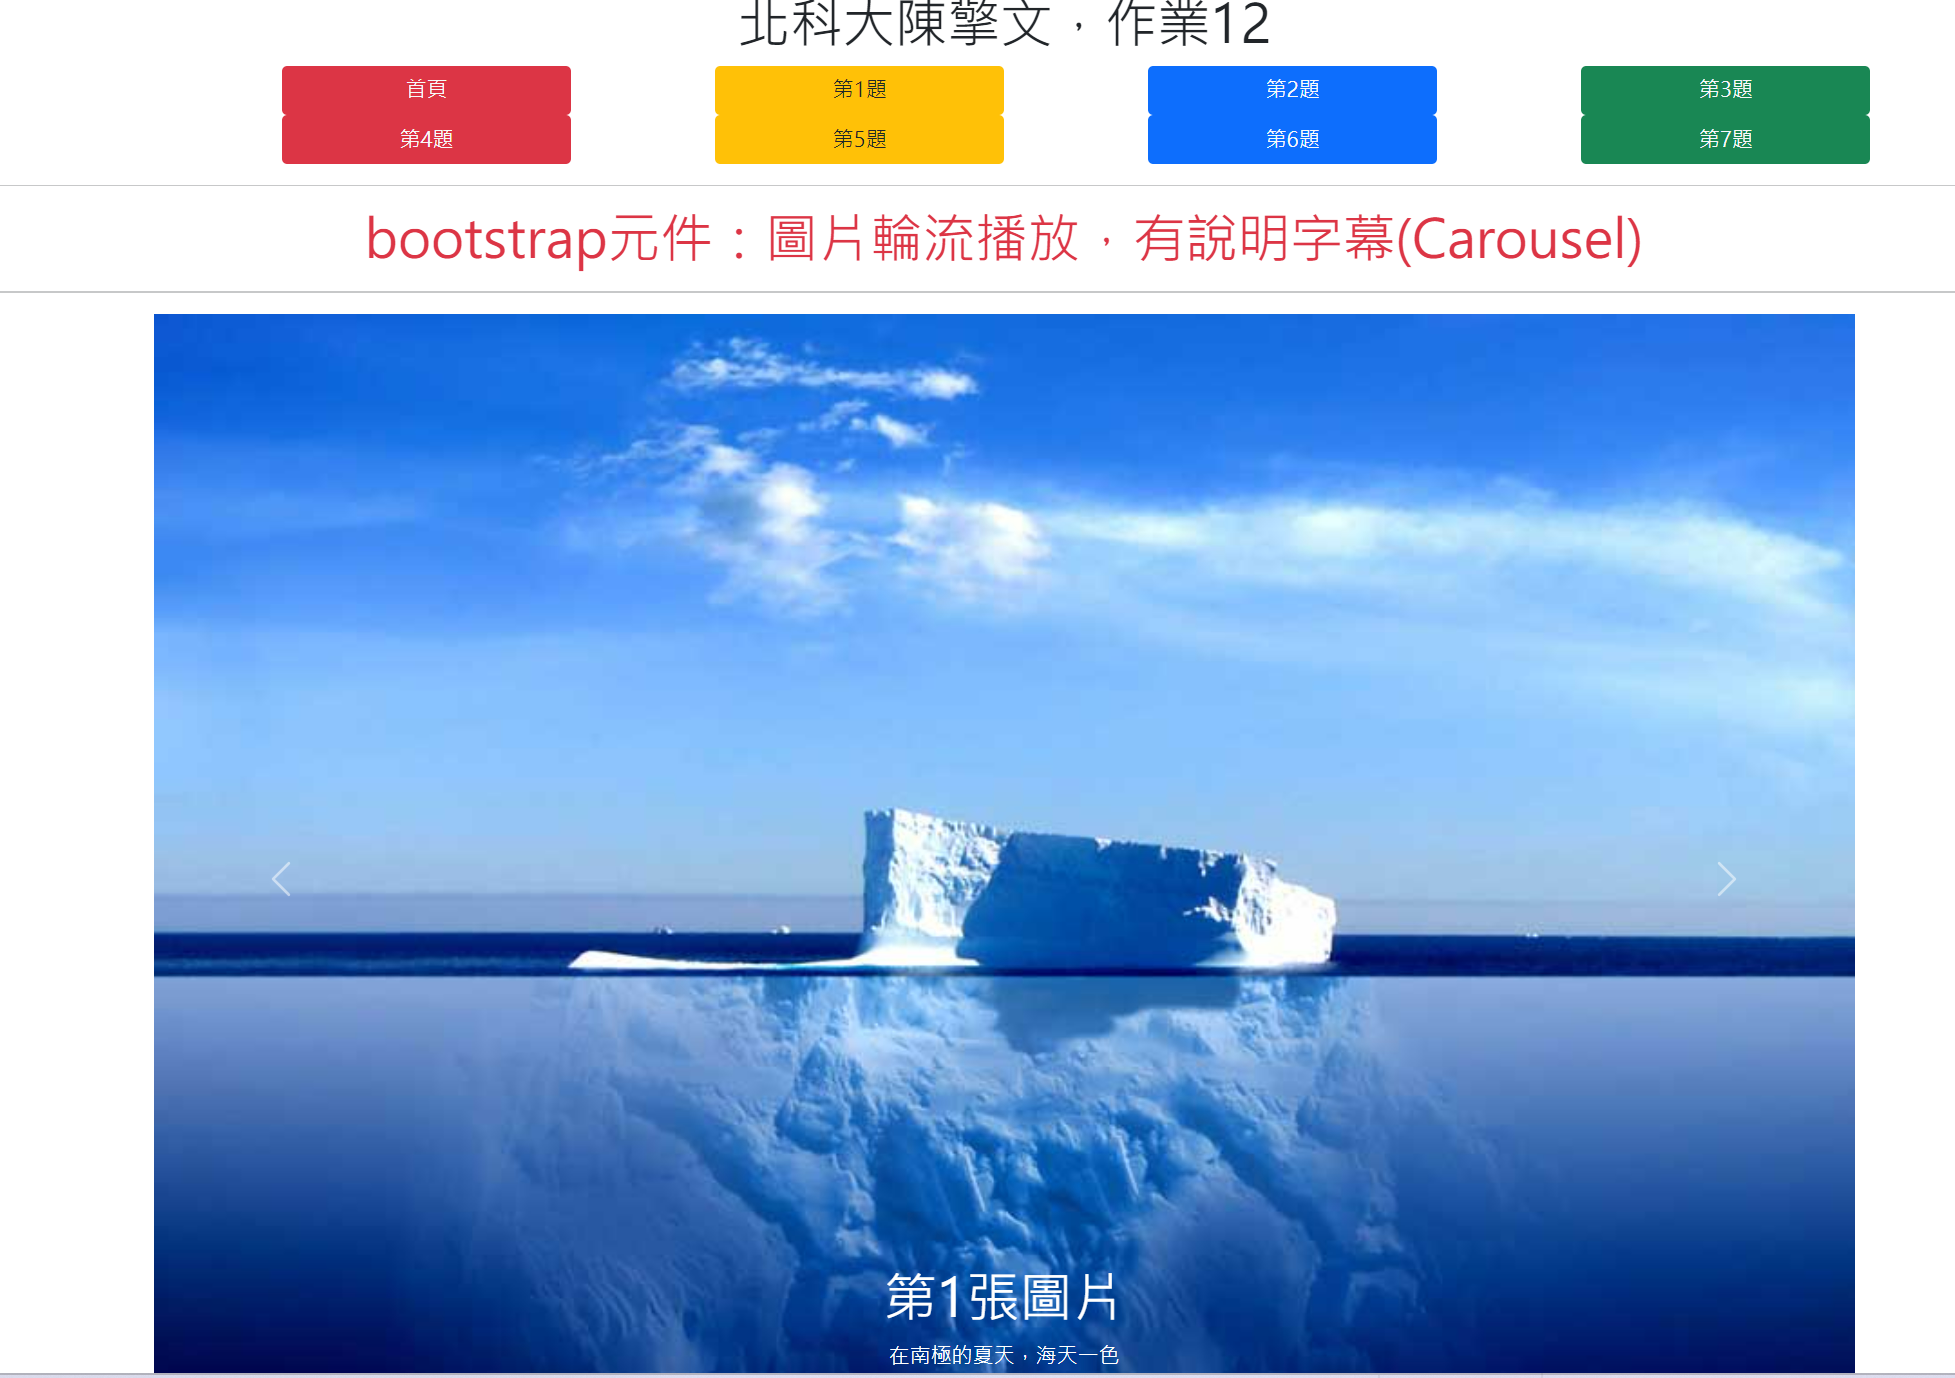 北科大陳擎文，作業12
首頁 第1題 第2題 第3題
第4題 第5題 第6題 第7題
bootstrap元件：圖片輪流播放，有說明字幕(Carousel)
第1張圖片
在南極的夏天，海天一色